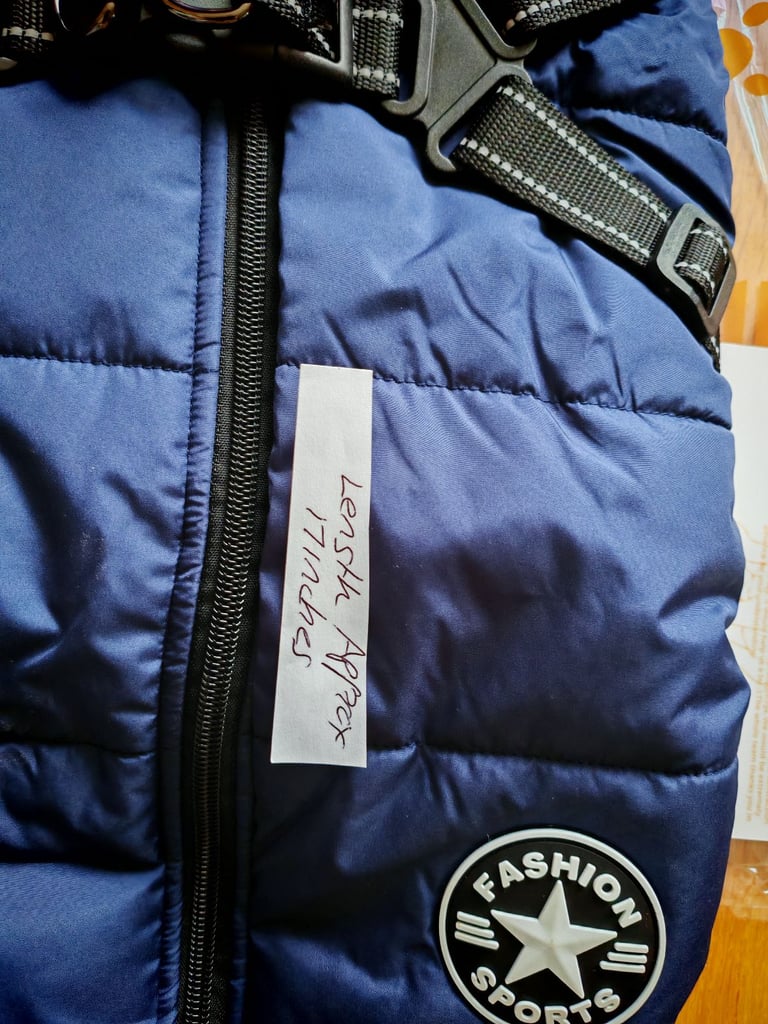 Length Approx
17inches
FASHION
SPORTS